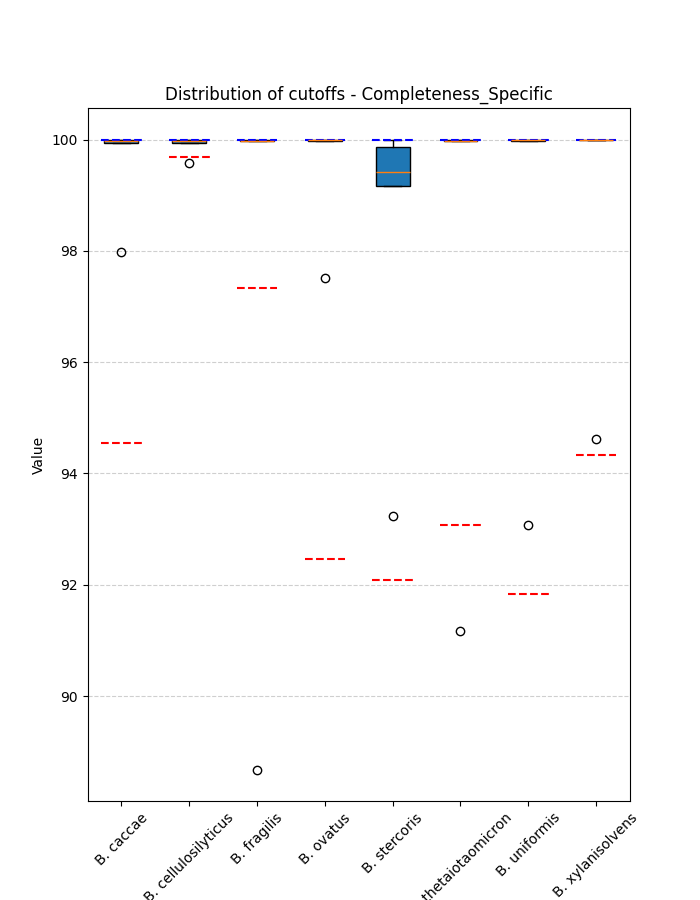 Distribution of cutoffs - Completeness_Specific
100
98
96
94
92
90
Value
B. caccae
B. cellulosilyticus
B. fragilis
B. ovatus
B. stercoris
thetaiotaomicron
B. uniformis
B. xylanisolvens